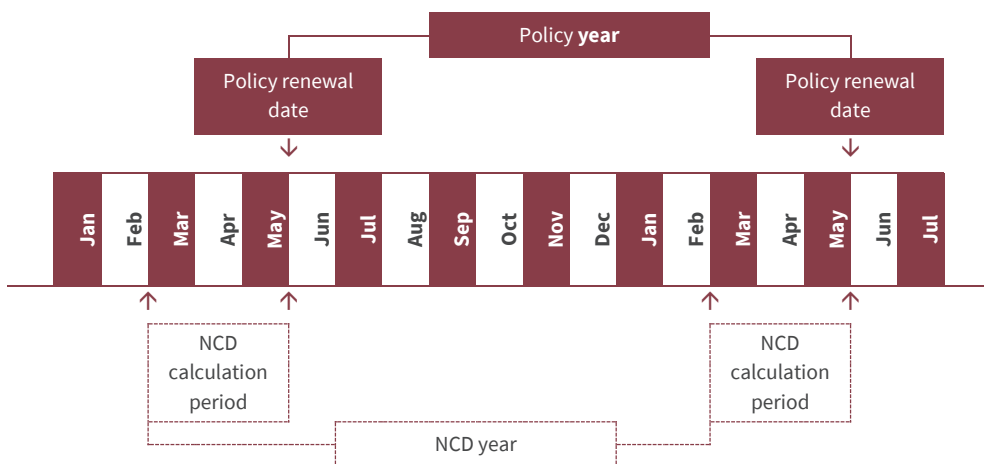 Policy year
Policy renewal
date
Policy renewal
date
Jan
Feb
Mar
Apr
May
Jun
Jul
Aug
Sep
Oct
Nov
Dec
Jan
Feb
Mar
Apr
May
Jun
Jul
NCD
calculation
period
NCD
calculation
period
NCD year